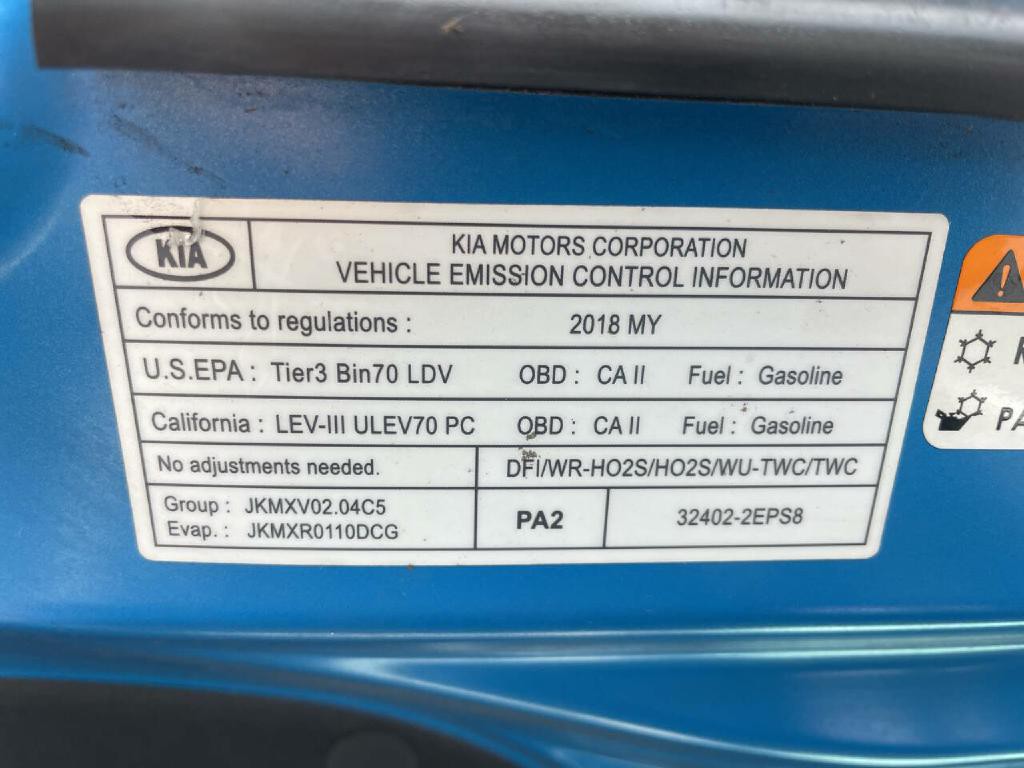 KIA
KIA MOTORS CORPORATION
VEHICLE EMISSION CONTROL INFORMATION
Conforms to regulations : 2018 MY
U.S.EPA : Tier3 Bin70 LDV OBD : CA II Fuel : Gasoline
California : LEV-III ULEV70 PC OBD : CA II Fuel : Gasoline
No adjustments needed. DFI/WR-HO2S/HO2S/WU-TWC/TWC
Group : JKMXV02.04C5
Evap. : JKMXR0110DCG
PA2
32402-2EPS8